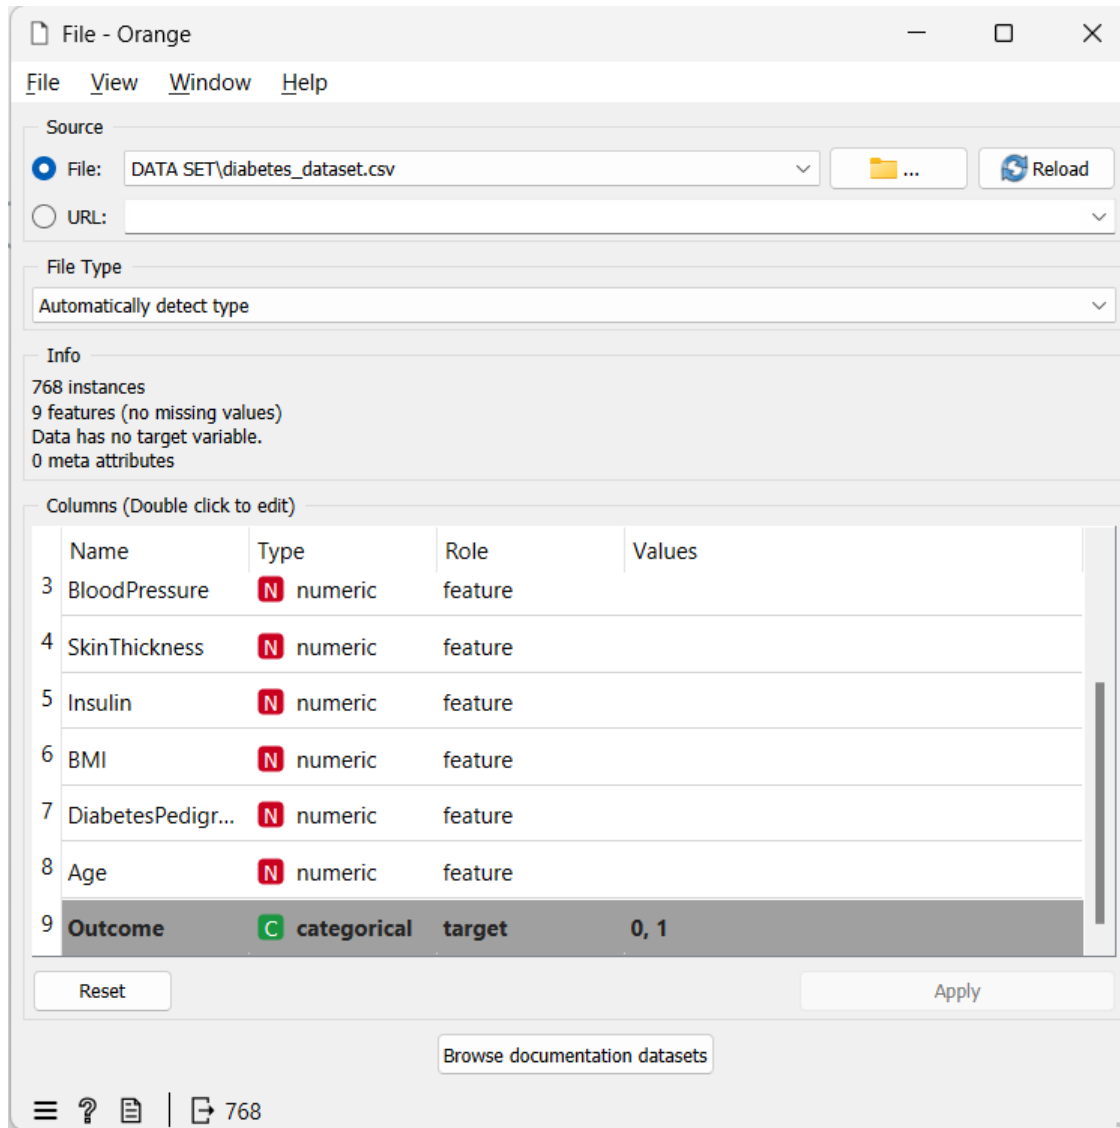 File - Orange
File View Window Help
Source
File: DATA SET\diabetes_dataset.csv ... Reload
URL:
File Type
Automatically detect type
Info
768 instances
9 features (no missing values)
Data has no target variable.
0 meta attributes
Columns (Double click to edit)
Name Type Role Values
3 BloodPressure N numeric feature
4 SkinThickness N numeric feature
5 Insulin N numeric feature
6 BMI N numeric feature
7 DiabetesPedigr... N numeric feature
8 Age N numeric feature
9 Outcome C categorical target 0, 1
Reset Apply
Browse documentation datasets
? 768